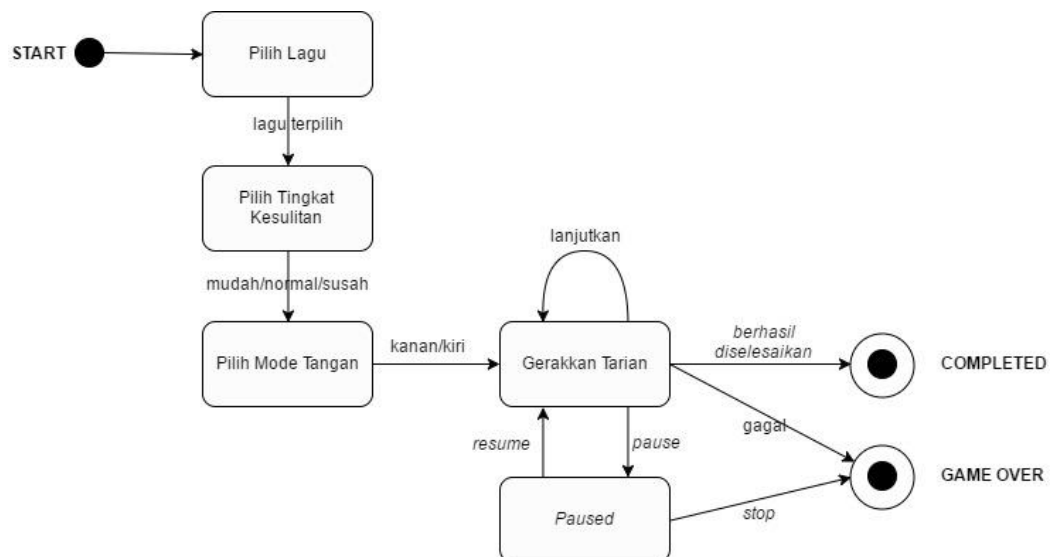 START
Pilih Lagu
lagu terpilih
Pilih Tingkat
Kesulitan
mudah/normal/susah
Pilih Mode Tangan
kanan/kiri
lanjutkan
Gerakkan Tarian
berhasil
diselesaikan
COMPLETED
gagal
resume
pause
GAME OVER
Paused
stop